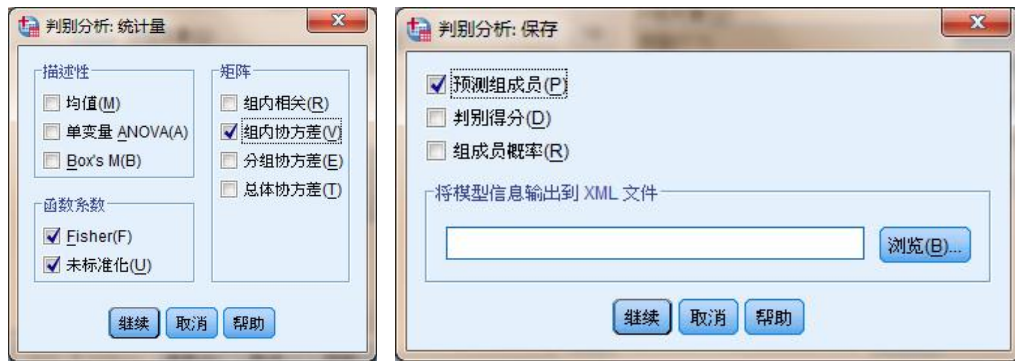 判别分析: 统计量
描述性
均值(M)
单变量 ANOVA(A)
Box's M(B)
函数系数
Fisher(F)
未标准化(U)
矩阵
组内相关(R)
组内协方差(V)
分组协方差(E)
总体协方差(T)
继续 取消 帮助
判别分析: 保存
预测组成员(P)
判别得分(D)
组成员概率(R)
将模型信息输出到 XML 文件
浏览(B)...
继续 取消 帮助